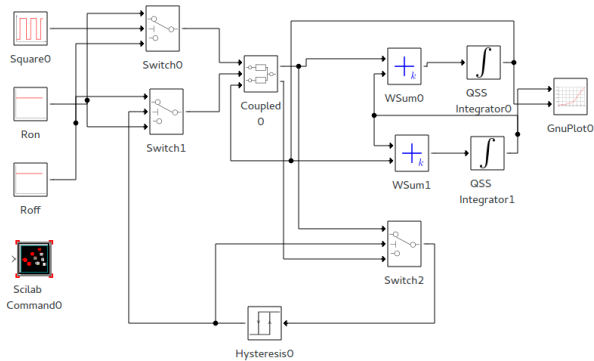 Square0
Switch0
Ron
Switch1
Roff
Coupled
0
k
WSum0
QSS
Integrator0
GnuPlot0
k
WSum1
QSS
Integrator1
Switch2
Scilab
Command0
Hysteresis0